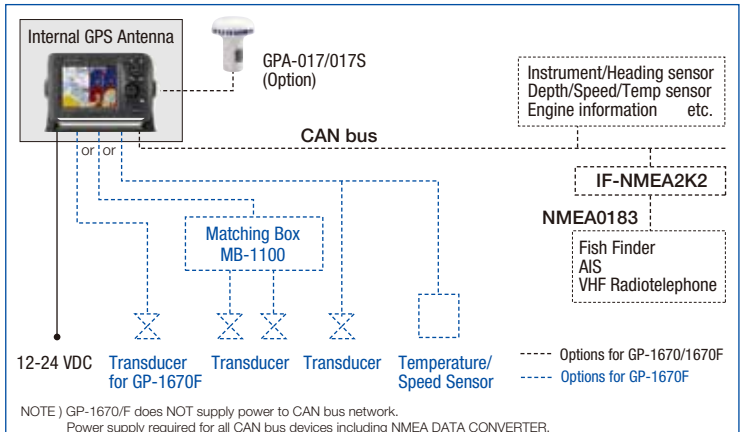 Internal GPS Antenna
GPA-017/017S
(Option)
Instrument/Heading sensor
Depth/Speed/Temp sensor
Engine information etc.
CAN bus
or or
IF-NMEA2K2
NMEA0183
Matching Box
MB-1100
Fish Finder
AIS
VHF Radiotelephone
12-24 VDC
Transducer
for GP-1670F
Transducer
Transducer
Temperature/
Speed Sensor
Options for GP-1670/1670F
Options for GP-1670F
NOTE ) GP-1670/F does NOT supply power to CAN bus network.
Power supply required for all CAN bus devices including NMEA DATA CONVERTER.